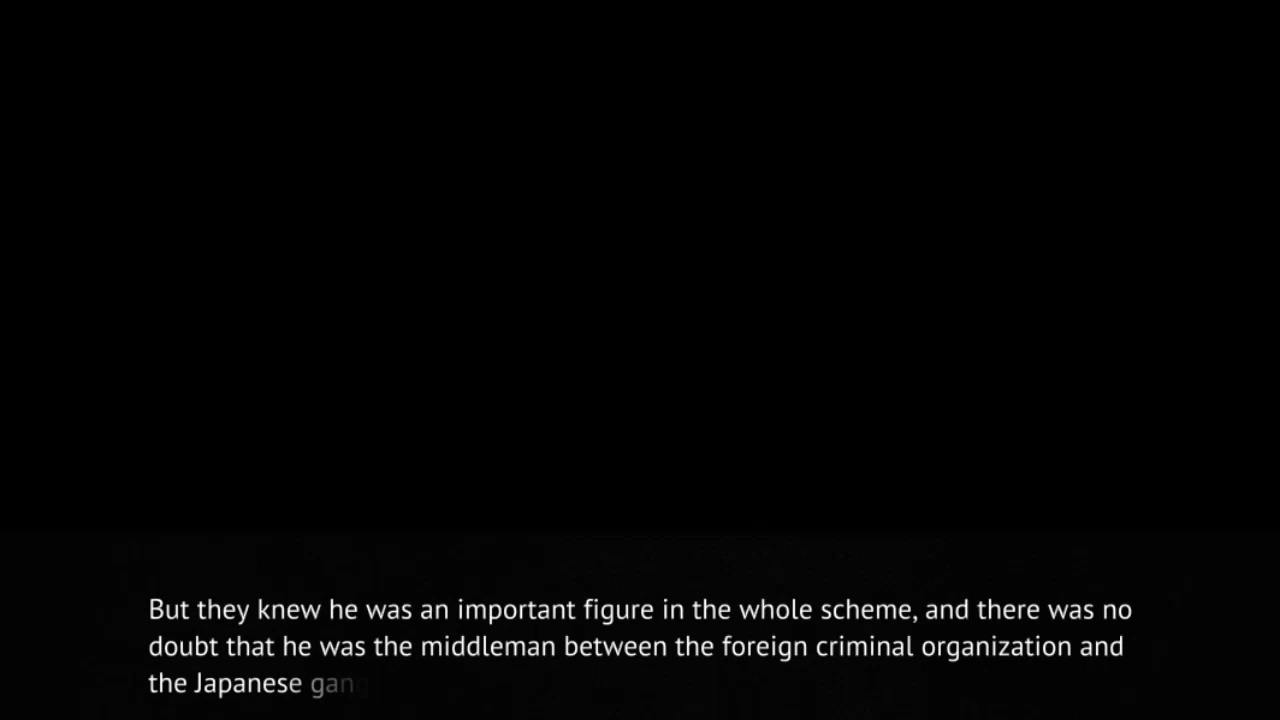 But they knew he was an important figure in the whole scheme, and there was no
doubt that he was the middleman between the foreign criminal organization and
the Japanese gan